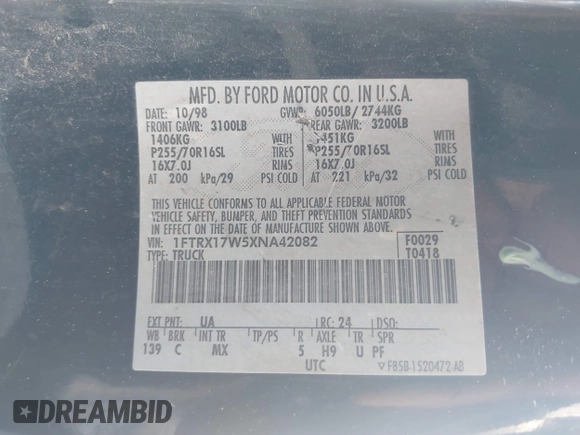 MFD. BY FORD MOTOR CO. IN U.S.A.
DATE: 10/98 GVWR: 6050LB/ 2744KG
FRONT GAWR: 3100LB REAR GAWR: 3200LB
1406KG WITH 1451KG WITH
P255/70R16SL TIRES P255/70R16SL TIRES
16X7.0J RIMS 16X7.0J RIMS
AT 200 kPa/29 PSI COLD AT 221 kPa/32 PSI COLD
THIS VEHICLE CONFORMS TO ALL APPLICABLE FEDERAL MOTOR
VEHICLE SAFETY, BUMPER, AND THEFT PREVENTION STANDARDS
IN EFFECT ON THE DATE OF MANUFACTURE SHOWN ABOVE.
VIN: 1FTRX17W5XNA42082 F0029
TYPE: TRUCK T0418
EXT PNT: UA RC: 24 DSO:
WB BRK INT TR TP/PS R AXLE TR SPR
139 C MX 5 H9 U PF
UTC
▽ F85B-1520472-AB
DREAMBID